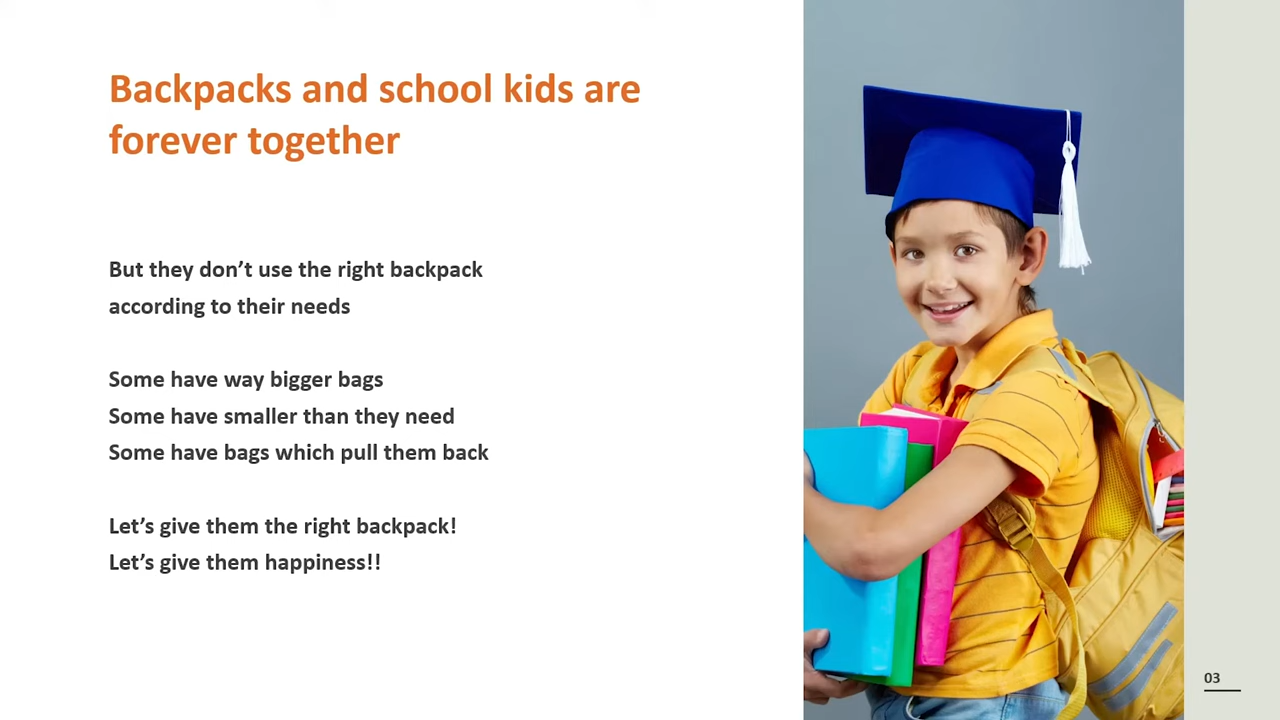 Backpacks and school kids are
forever together
But they don’t use the right backpack
according to their needs
Some have way bigger bags
Some have smaller than they need
Some have bags which pull them back
Let’s give them the right backpack!
Let’s give them happiness!!
03